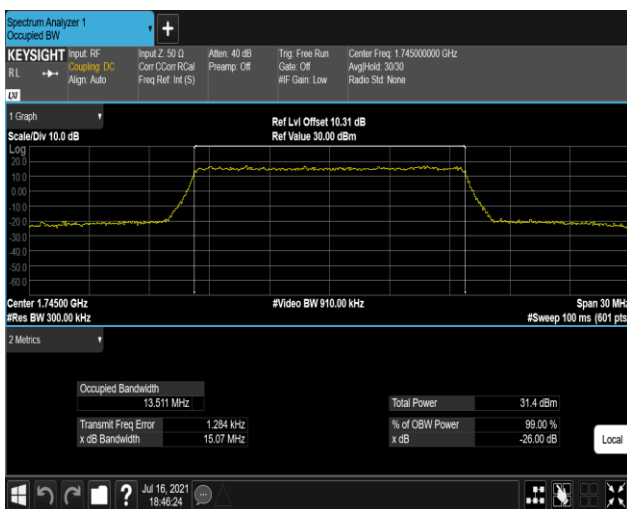 Spectrum Analyzer 1
Occupied BW
KEYSIGHT
RL
LXI
Input: RF
Coupling: DC
Align: Auto
Input Z: 50 Ω
Corr CCorr RCal
Freq Ref: Int (S)
Atten: 40 dB
Preamp: Off
Trig: Free Run
Gate: Off
#IF Gain: Low
Center Freq: 1.745000000 GHz
Avg|Hold: 30/30
Radio Std: None
1 Graph
Scale/Div 10.0 dB
Ref Lvl Offset 10.31 dB
Ref Value 30.00 dBm
Log
20.0
10.0
0.00
-10.0
-20.0
-30.0
-40.0
-50.0
-60.0
Center 1.74500 GHz
#Video BW 910.00 kHz
Span 30 MHz
#Res BW 300.00 kHz
#Sweep 100 ms (601 pts
2 Metrics
Occupied Bandwidth
13.511 MHz
Total Power 31.4 dBm
Transmit Freq Error 1.284 kHz
% of OBW Power 99.00 %
x dB Bandwidth 15.07 MHz
x dB -26.00 dB
Local
?
Jul 16, 2021
18:46:24